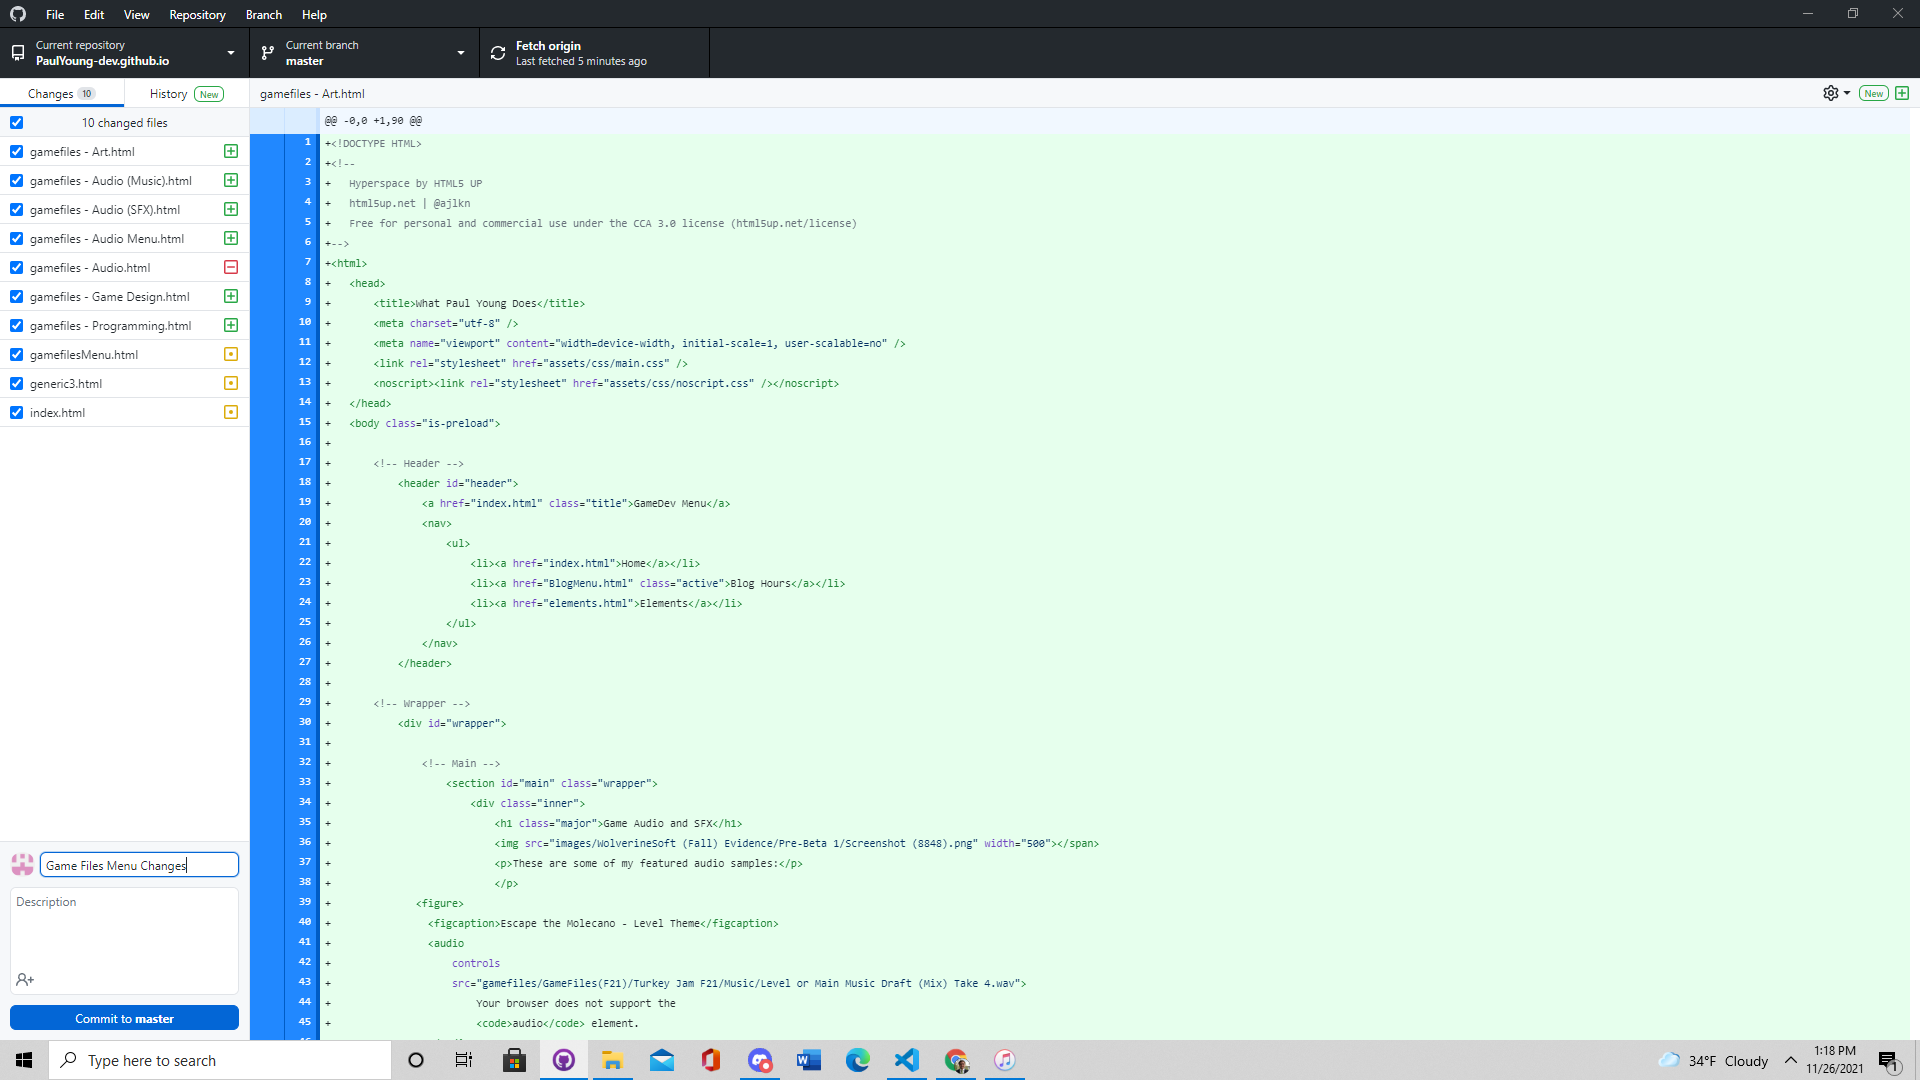 File Edit View Repository Branch Help
Current repository
PaulYoung-dev.github.io
Current branch
master
Fetch origin
Last fetched 5 minutes ago
Changes 10
History New
gamefiles - Art.html
New
10 changed files
gamefiles - Art.html
gamefiles - Audio (Music).html
gamefiles - Audio (SFX).html
gamefiles - Audio Menu.html
gamefiles - Audio.html
gamefiles - Game Design.html
gamefiles - Programming.html
gamefilesMenu.html
generic3.html
index.html
Game Files Menu Changes
Description
Commit to master
@@ -0,0 +1,90 @@
1 +<!DOCTYPE HTML>
2 +<!--
3 + Hyperspace by HTML5 UP
4 + html5up.net | @ajlkn
5 + Free for personal and commercial use under the CCA 3.0 license (html5up.net/license)
6 +-->
7 +<html>
8 + <head>
9 + <title>What Paul Young Does</title>
10 + <meta charset="utf-8" />
11 + <meta name="viewport" content="width=device-width, initial-scale=1, user-scalable=no" />
12 + <link rel="stylesheet" href="assets/css/main.css" />
13 + <noscript><link rel="stylesheet" href="assets/css/noscript.css" /></noscript>
14 + </head>
15 + <body class="is-preload">
16 +
17 + <!-- Header -->
18 + <header id="header">
19 + <a href="index.html" class="title">GameDev Menu</a>
20 + <nav>
21 + <ul>
22 + <li><a href="index.html">Home</a></li>
23 + <li><a href="BlogMenu.html" class="active">Blog Hours</a></li>
24 + <li><a href="elements.html">Elements</a></li>
25 + </ul>
26 + </nav>
27 + </header>
28 +
29 + <!-- Wrapper -->
30 + <div id="wrapper">
31 +
32 + <!-- Main -->
33 + <section id="main" class="wrapper">
34 + <div class="inner">
35 + <h1 class="major">Game Audio and SFX</h1>
36 + <img src="images/WolverineSoft (Fall) Evidence/Pre-Beta 1/Screenshot (8848).png" width="500"></span>
37 + <p>These are some of my featured audio samples:</p>
38 + </p>
39 + <figure>
40 + <figcaption>Escape the Molecano - Level Theme</figcaption>
41 + <audio
42 + controls
43 + src="gamefiles/GameFiles(F21)/Turkey Jam F21/Music/Level or Main Music Draft (Mix) Take 4.wav">
44 + Your browser does not support the
45 + <code>audio</code> element.
Type here to search
34°F Cloudy
1:18 PM
11/26/2021
1